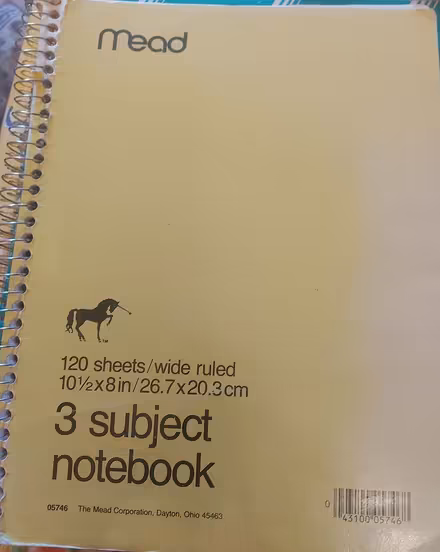 mead
120 sheets/wide ruled
10½x8in/26.7x20.3cm
3 subject
notebook
05746 The Mead Corporation, Dayton, Ohio 45463
0 43100 05746